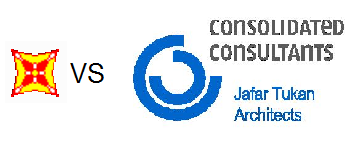 VS
CONSOLIDATED
CONSULTANTS
Jafar Tukan
Architects